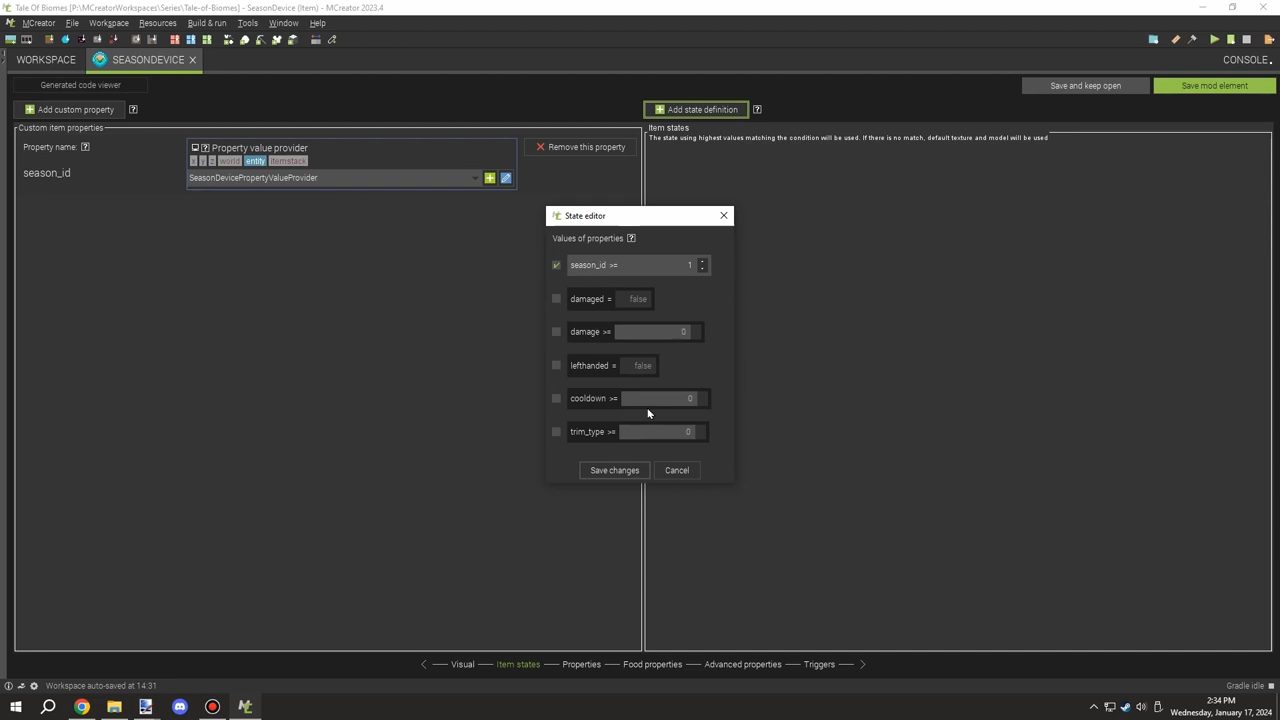 Tale Of Biomes [P:\MCreatorWorkspaces\Series\Tale-of-Biomes] - SeasonDevice (Item) - MCreator 2023.4
MCreator File Workspace Resources Build & run Tools Window Help
WORKSPACE SEASONDEVICE CONSOLE
Generated code viewer Save and keep open Save mod element
Add custom property ? Add state definition ?
Custom item properties Item states
The state using highest values matching the condition will be used. If there is no match, default texture and model will be used
Property name: ? ? Property value provider Remove this property
x y z world entity itemstack
season_id SeasonDevicePropertyValueProvider
State editor
Values of properties ?
season_id >= 1
damaged = false
damage >= 0
lefthanded = false
cooldown >= 0
trim_type >= 0
Save changes Cancel
Visual Item states Properties Food properties Advanced properties Triggers
Workspace auto-saved at 14:31 Gradle idle
2:34 PM
Wednesday, January 17, 2024